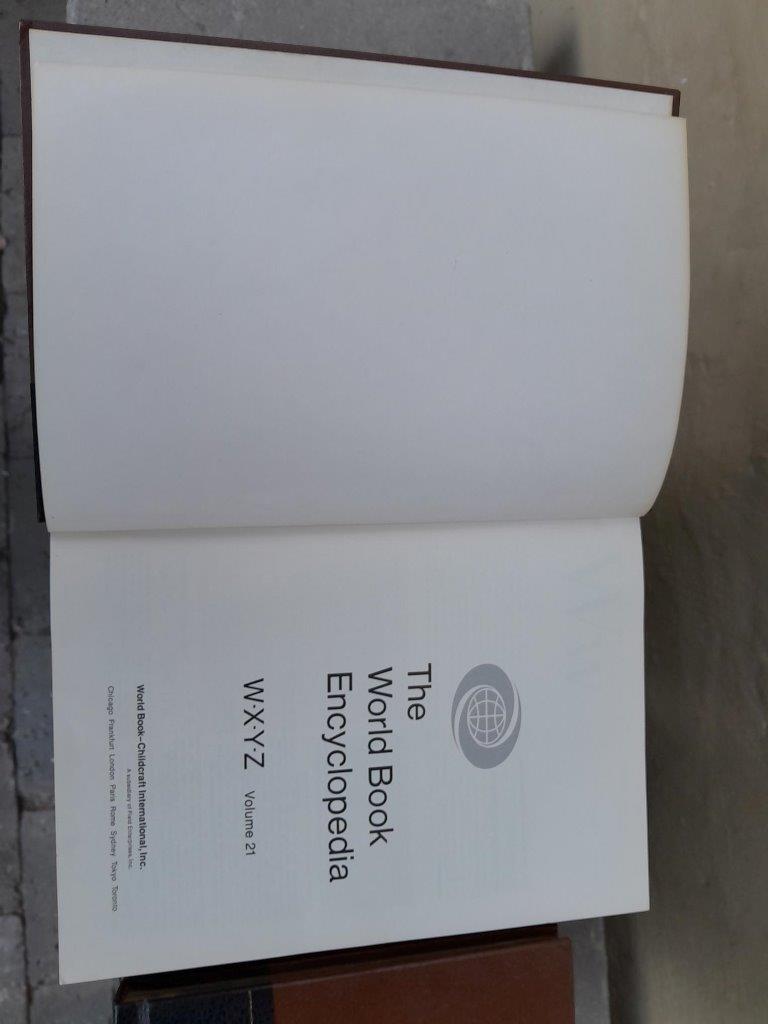 The
World Book
Encyclopedia
W·X·Y·Z Volume 21
World Book–Childcraft International, Inc.
A subsidiary of Field Enterprises, Inc.
Chicago Frankfurt London Paris Rome Sydney Tokyo Toronto